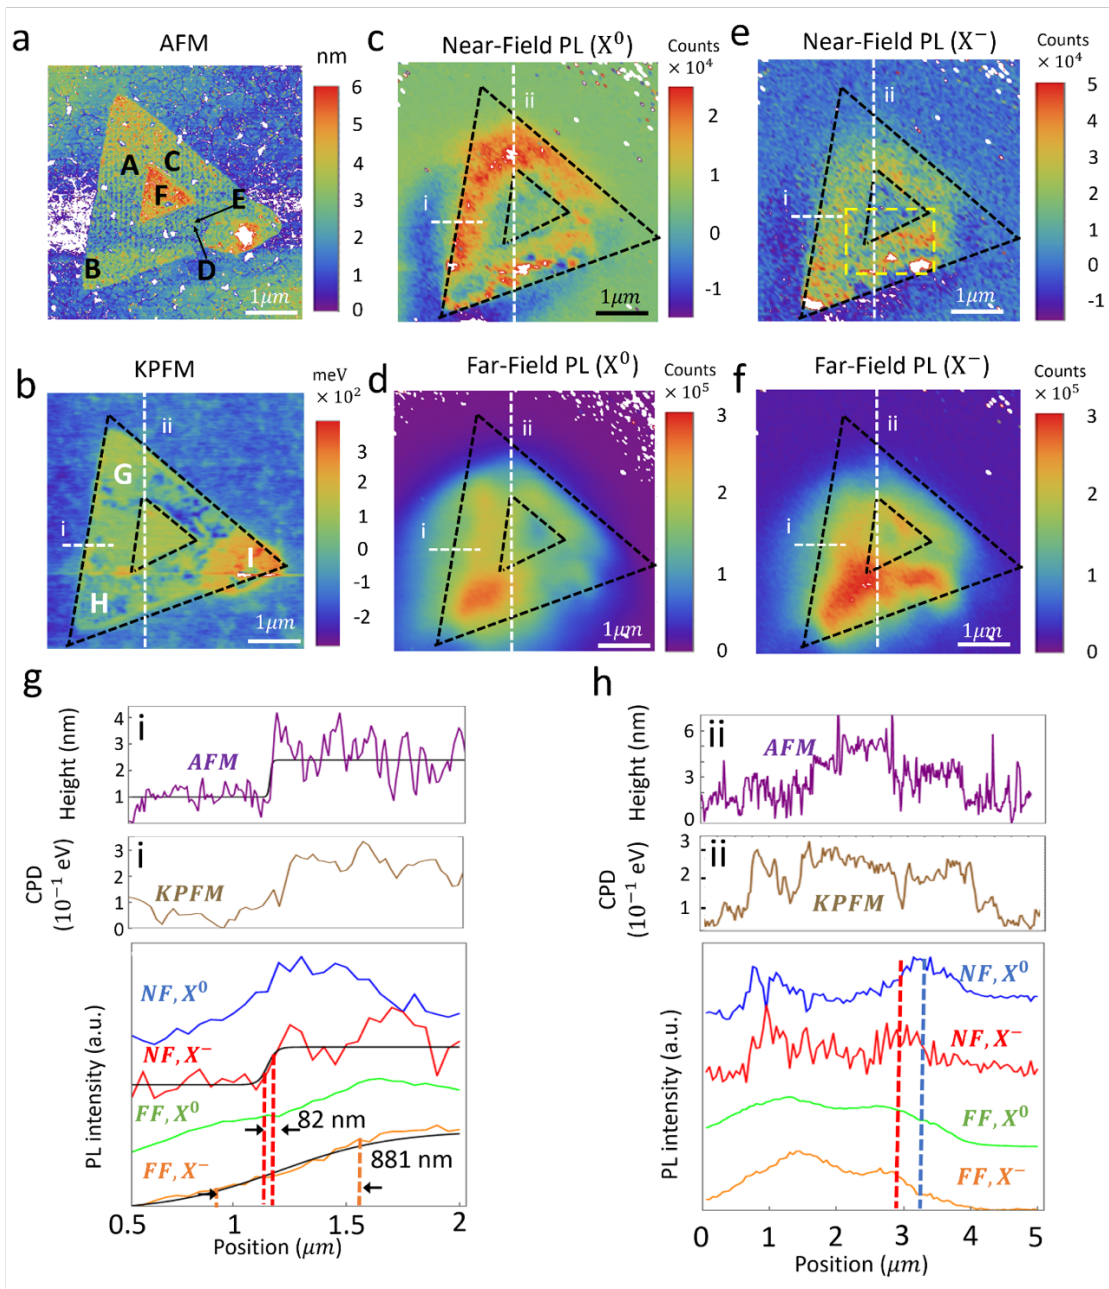 a
AFM
nm
6
5
4
3
2
1
0
A
C
F
E
B
D
1μm
c
Near-Field PL (X⁰)
Counts
× 10⁴
2
1
0
-1
i
ii
1μm
e
Near-Field PL (X⁻)
Counts
× 10⁴
5
4
3
2
1
0
-1
i
ii
1μm
b
KPFM
meV
× 10²
3
2
1
0
-1
-2
G
H
I
i
ii
1μm
d
Far-Field PL (X⁰)
Counts
× 10⁵
3
2
1
0
i
ii
1μm
f
Far-Field PL (X⁻)
Counts
× 10⁵
3
2
1
0
i
ii
1μm
g
Height (nm)
4
3
2
1
i
AFM
CPD
(10⁻¹ eV)
3
2
1
0
i
KPFM
PL intensity (a.u.)
NF, X⁰
NF, X⁻
FF, X⁰
82 nm
FF, X⁻
881 nm
0.5
1
1.5
2
Position (μm)
h
Height (nm)
6
3
0
ii
AFM
CPD
(10⁻¹ eV)
3
2
1
ii
KPFM
PL intensity (a.u.)
NF, X⁰
NF, X⁻
FF, X⁰
FF, X⁻
0
1
2
3
4
5
Position (μm)